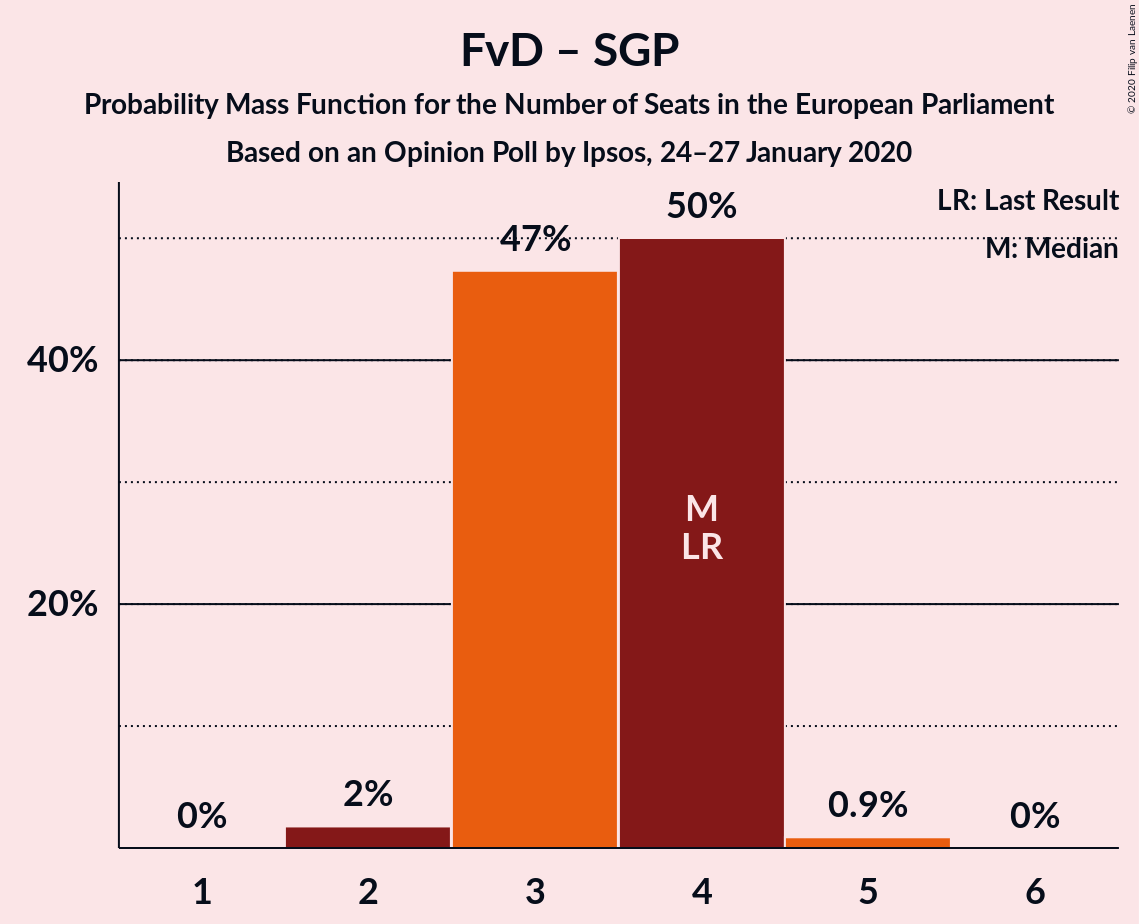 FvD – SGP
Probability Mass Function for the Number of Seats in the European Parliament
Based on an Opinion Poll by Ipsos, 24–27 January 2020
© 2020 Filip van Laenen
LR: Last Result
M: Median
50%
47%
40%
20%
M
LR
0%
2%
0.9%
0%
1
2
3
4
5
6